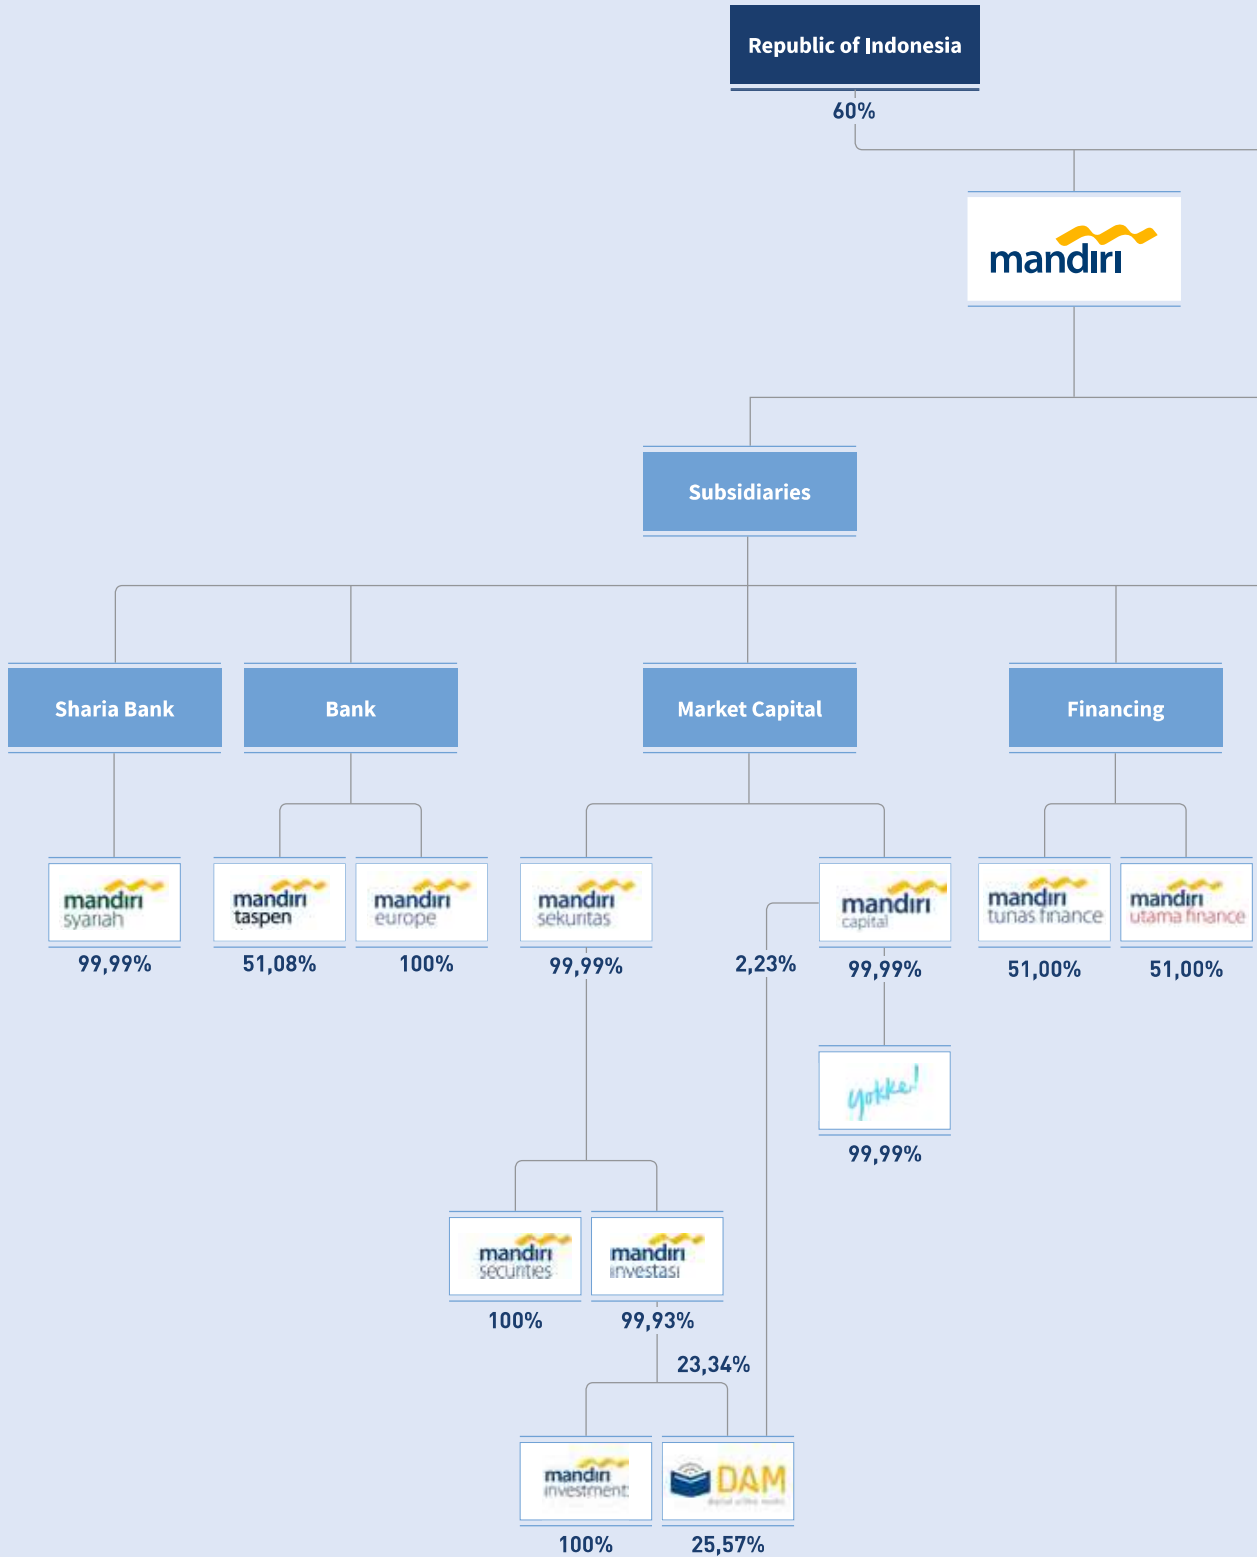 Republic of Indonesia
60%
mandiri
Subsidiaries
Sharia Bank
Bank
Market Capital
Financing
mandiri
syariah
99,99%
mandiri
taspen
51,08%
mandiri
europe
100%
mandiri
sekuritas
99,99%
2,23%
mandiri
capital
99,99%
mandiri
tunas finance
51,00%
mandiri
utama finance
51,00%
yokke!
99,99%
mandiri
securities
100%
mandiri
investasi
99,93%
23,34%
mandiri
investment
100%
DAM
25,57%